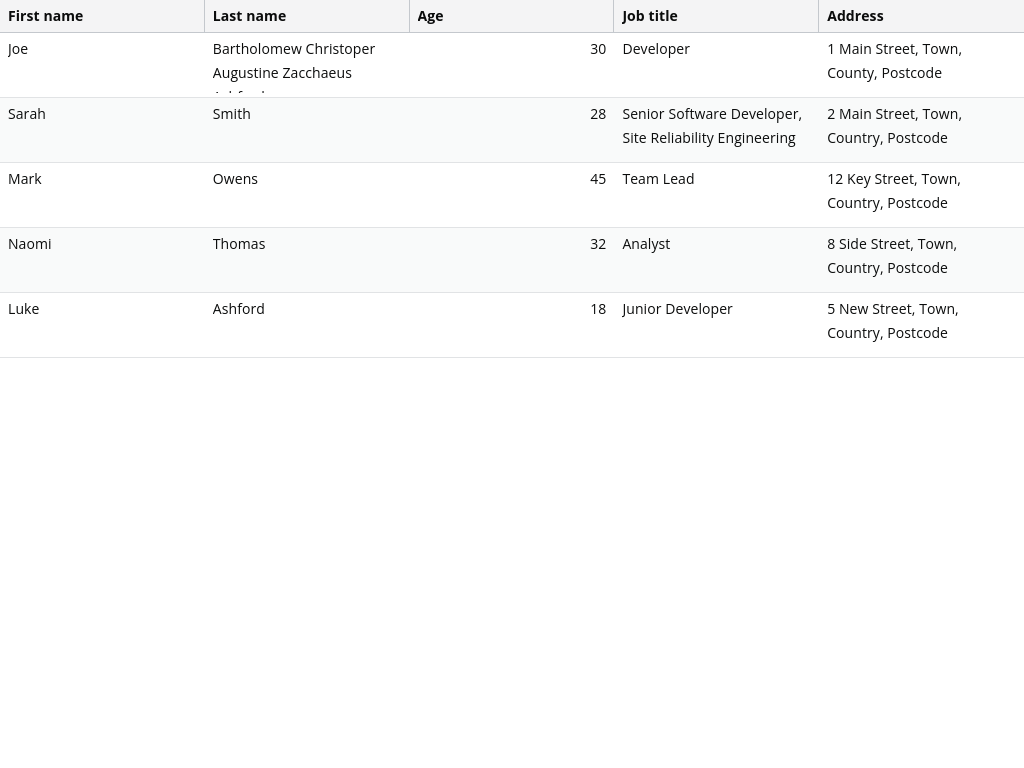 First name Last name Age Job title Address
Joe Bartholomew Christoper 30 Developer 1 Main Street, Town,
Augustine Zacchaeus County, Postcode
Sarah Smith 28 Senior Software Developer, 2 Main Street, Town,
Site Reliability Engineering Country, Postcode
Mark Owens 45 Team Lead 12 Key Street, Town,
Country, Postcode
Naomi Thomas 32 Analyst 8 Side Street, Town,
Country, Postcode
Luke Ashford 18 Junior Developer 5 New Street, Town,
Country, Postcode